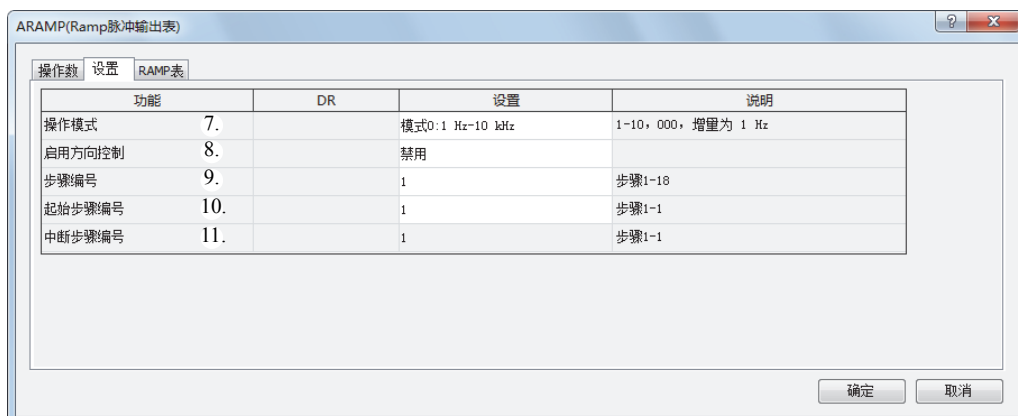 ARAMP(Ramp脉冲输出表)
操作数 设置 RAMP表
功能 DR 设置 说明
操作模式 7. 模式0:1 Hz-10 kHz 1-10，000，增量为 1 Hz
启用方向控制 8. 禁用
步骤编号 9. 1 步骤1-18
起始步骤编号 10. 1 步骤1-1
中断步骤编号 11. 1 步骤1-1
确定 取消